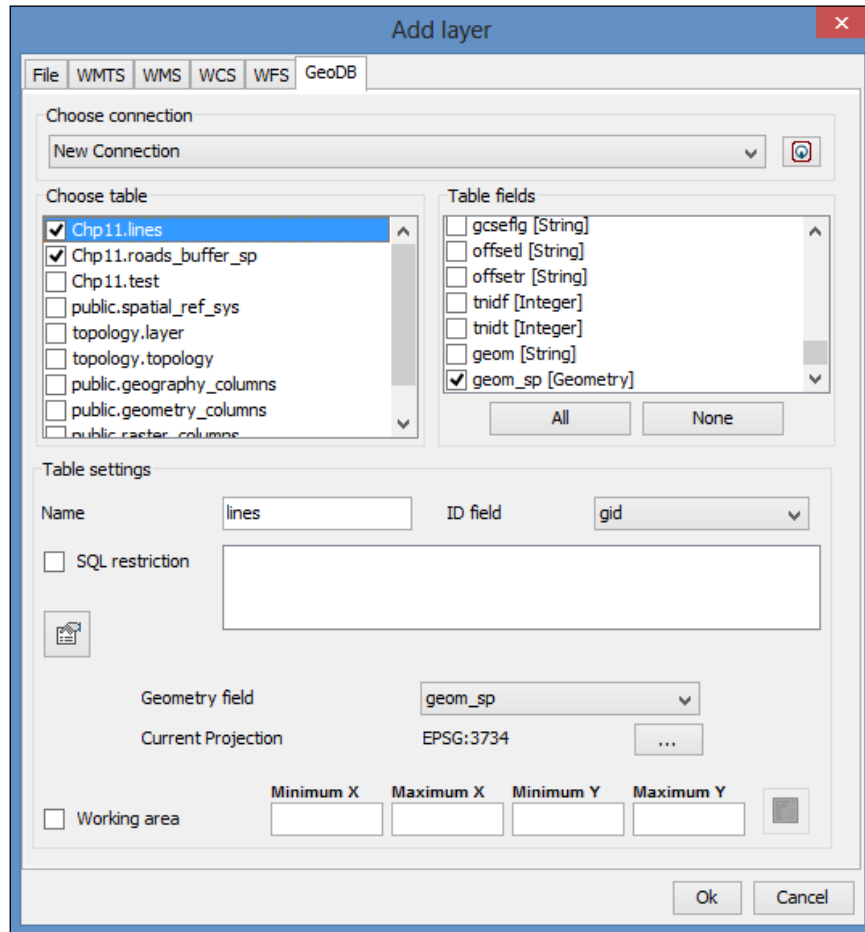 Add layer
File WMTS WMS WCS WFS GeoDB
Choose connection
New Connection
Choose table
Chp11.lines
Chp11.roads_buffer_sp
Chp11.test
public.spatial_ref_sys
topology.layer
topology.topology
public.geography_columns
public.geometry_columns
public.raster_columns
Table fields
gcseflg [String]
offsetl [String]
offsetr [String]
tnidf [Integer]
tnidt [Integer]
geom [String]
geom_sp [Geometry]
All None
Table settings
Name lines ID field gid
SQL restriction
Geometry field geom_sp
Current Projection EPSG:3734 ...
Minimum X Maximum X Minimum Y Maximum Y
Working area
Ok Cancel